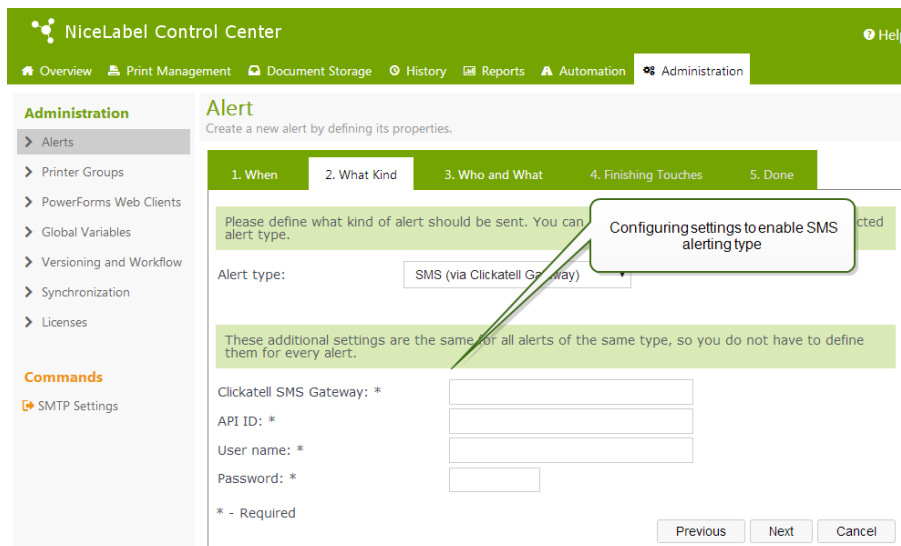 NiceLabel Control Center
Help
Overview Print Management Document Storage History Reports Automation Administration
Administration
Alerts
Printer Groups
PowerForms Web Clients
Global Variables
Versioning and Workflow
Synchronization
Licenses
Commands
SMTP Settings
Alert
Create a new alert by defining its properties.
1. When 2. What Kind 3. Who and What 4. Finishing Touches 5. Done
Please define what kind of alert should be sent. You can
alert type.
Configuring settings to enable SMS
alerting type
Alert type: SMS (via Clickatell Gateway)
These additional settings are the same for all alerts of the same type, so you do not have to define
them for every alert.
Clickatell SMS Gateway: *
API ID: *
User name: *
Password: *
* - Required
Previous Next Cancel